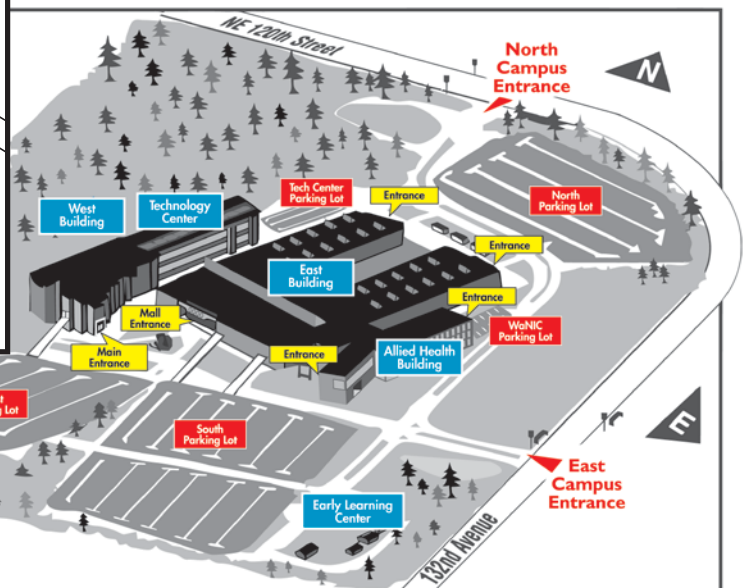 NE 120th Street
North
Campus
Entrance
N
Tech Center
Parking Lot
Entrance
North
Parking Lot
West
Building
Technology
Center
Entrance
East
Building
Entrance
Mall
Entrance
WaNIC
Parking Lot
Main
Entrance
Entrance
Allied Health
Building
t
Lot
South
Parking Lot
E
East
Campus
Entrance
Early Learning
Center
132nd Avenue